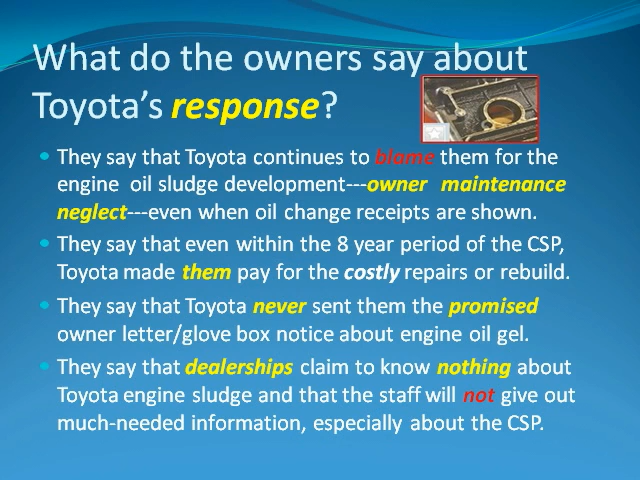 What do the owners say about
Toyota's response?
They say that Toyota continues to blame them for the
engine oil sludge development---owner maintenance
neglect---even when oil change receipts are shown.
They say that even within the 8 year period of the CSP,
Toyota made them pay for the costly repairs or rebuild.
They say that Toyota never sent them the promised
owner letter/glove box notice about engine oil gel.
They say that dealerships claim to know nothing about
Toyota engine sludge and that the staff will not give out
much-needed information, especially about the CSP.